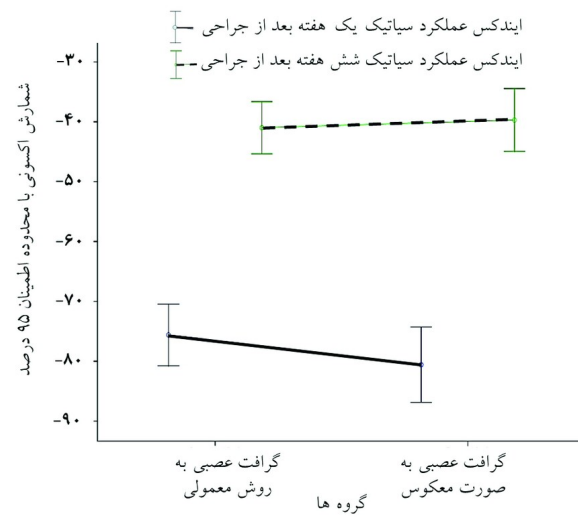 ایندکس عملکرد سیاتیک یک هفته بعد از جراحی
ایندکس عملکرد سیاتیک شش هفته بعد از جراحی
شمارش اکسونی با محدوده اطمینان ۹۵ درصد
-۳۰
-۴۰
-۵۰
-۶۰
-۷۰
-۸۰
-۹۰
گرافت عصبی به
روش معمولی
گرافت عصبی به
صورت معکوس
گروه ها